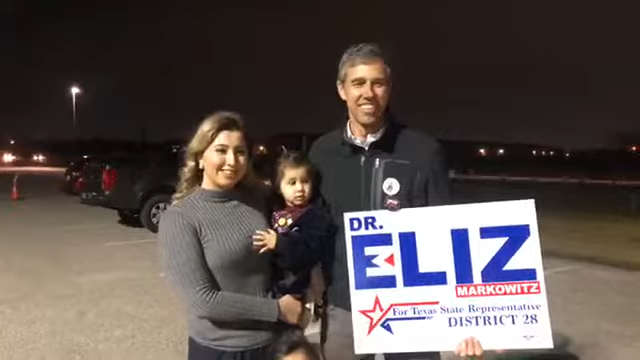 DR.
ELIZ
MARKOWITZ
For Texas State Representative
DISTRICT 28